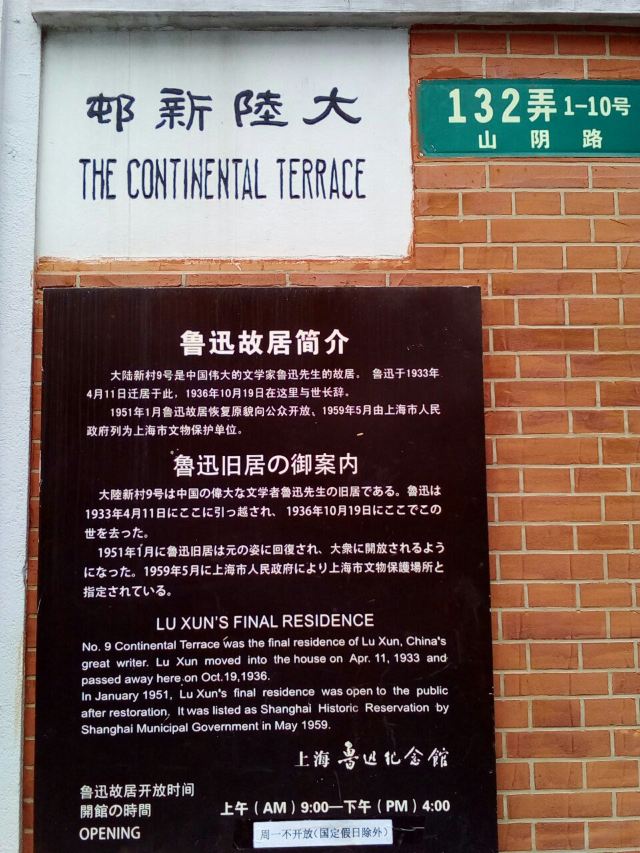 邨新陸大
THE CONTINENTAL TERRACE
132弄 1-10号
山阴路
鲁迅故居简介
大陆新村9号是中国伟大的文学家鲁迅先生的故居。 鲁迅于1933年
4月11日迁居于此，1936年10月19日在这里与世长辞。
1951年1月鲁迅故居恢复原貌向公众开放、1959年5月由上海市人民
政府列为上海市文物保护单位。
魯迅旧居の御案内
大陸新村9号は中国の偉大な文学者魯迅先生の旧居である。魯迅は
1933年4月11日にここに引っ越され、1936年10月19日にここでこの
世を去った。
1951年1月に魯迅旧居は元の姿に回復され、大衆に開放されるよう
になった。1959年5月に上海市人民政府により上海市文物保護場所と
指定されている。
LU XUN'S FINAL RESIDENCE
No. 9 Continental Terrace was the final residence of Lu Xun, China's
great writer. Lu Xun moved into the house on Apr. 11, 1933 and
passed away here on Oct.19,1936.
In January 1951, Lu Xun's final residence was open to the public
after restoration. It was listed as Shanghai Historic Reservation by
Shanghai Municipal Government in May 1959.
上海 鲁迅纪念館
鲁迅故居开放时间
開館の時間
OPENING
上午（AM）9:00—下午（PM）4:00
周一不开放（国定假日除外）